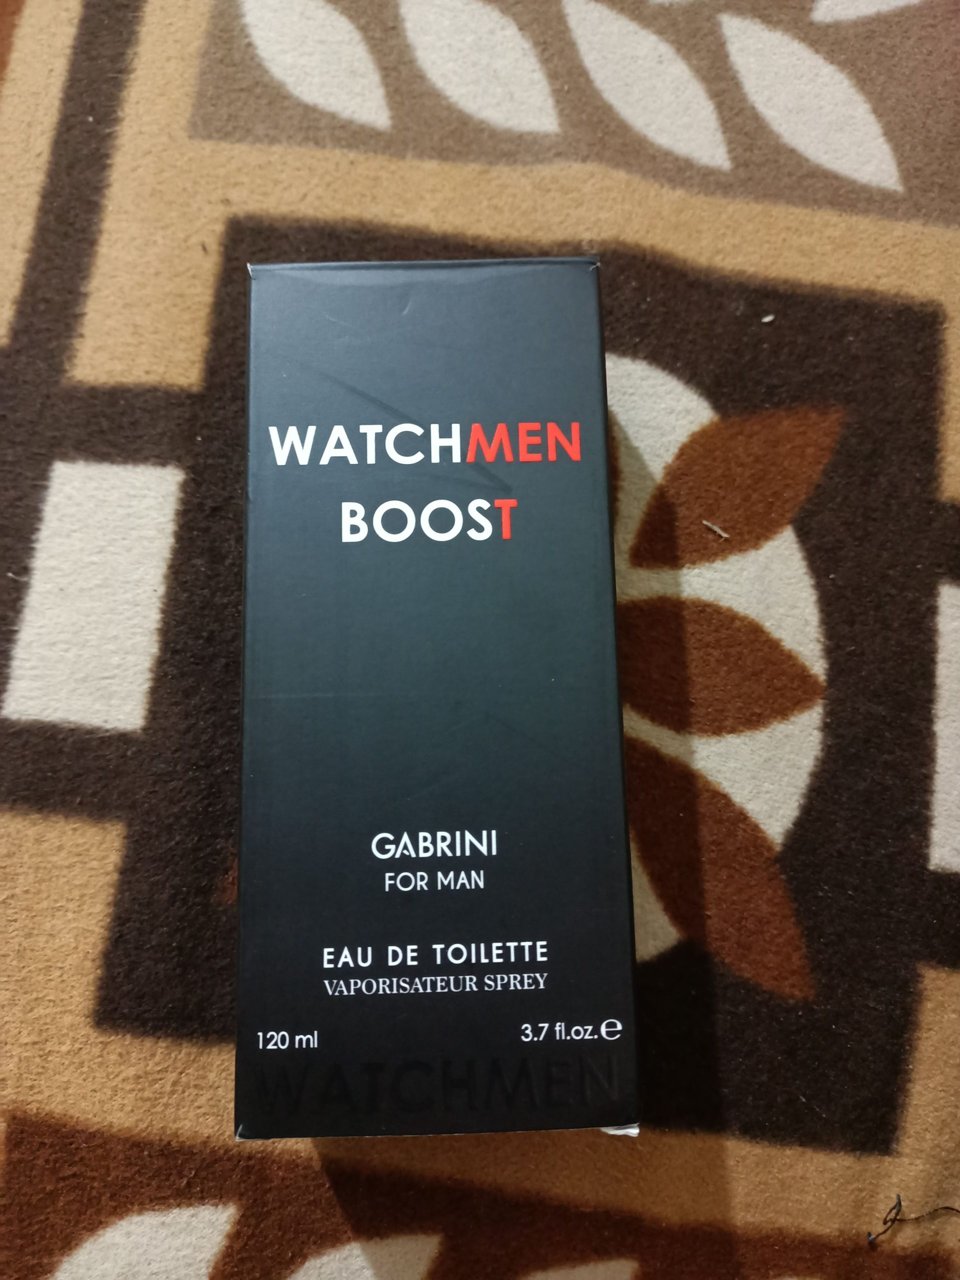 WATCHMEN
BOOST
GABRINI
FOR MAN
EAU DE TOILETTE
VAPORISATEUR SPREY
120 ml 3.7 fl.oz.℮
WATCHMEN